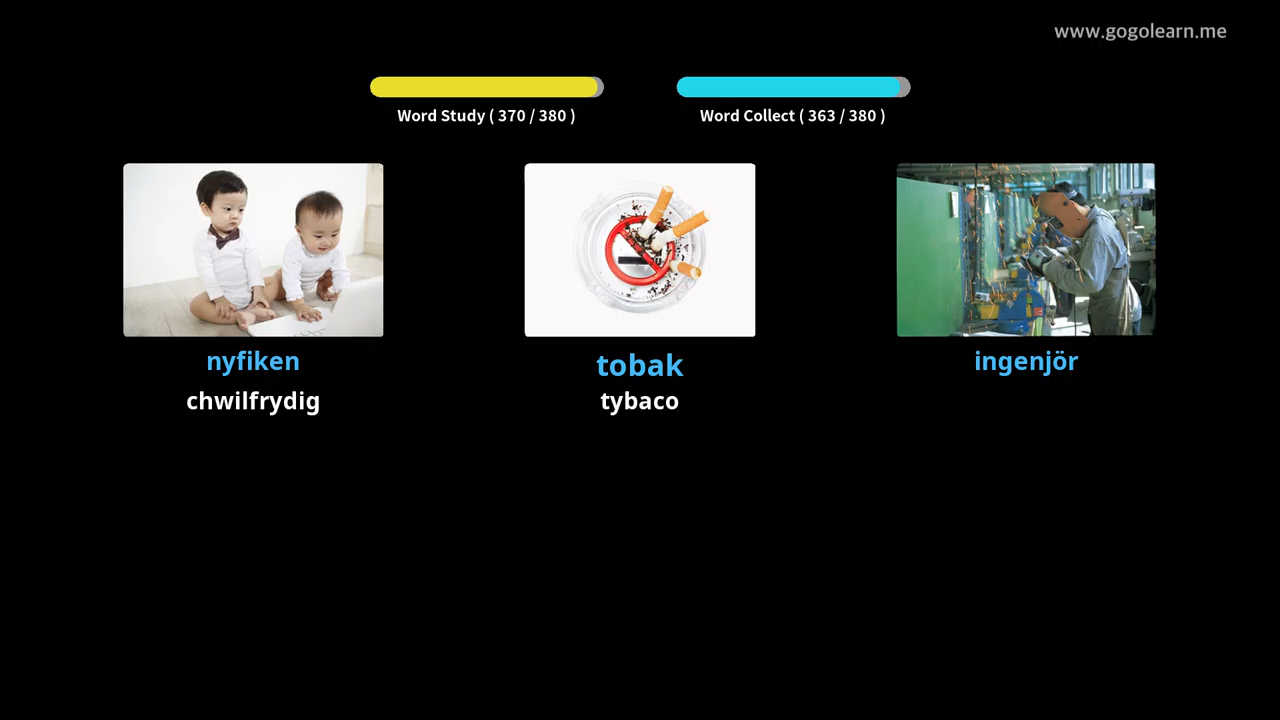 www.gogolearn.me
Word Study ( 370 / 380 )
Word Collect ( 363 / 380 )
nyfiken
tobak
ingenjör
chwilfrydig
tybaco